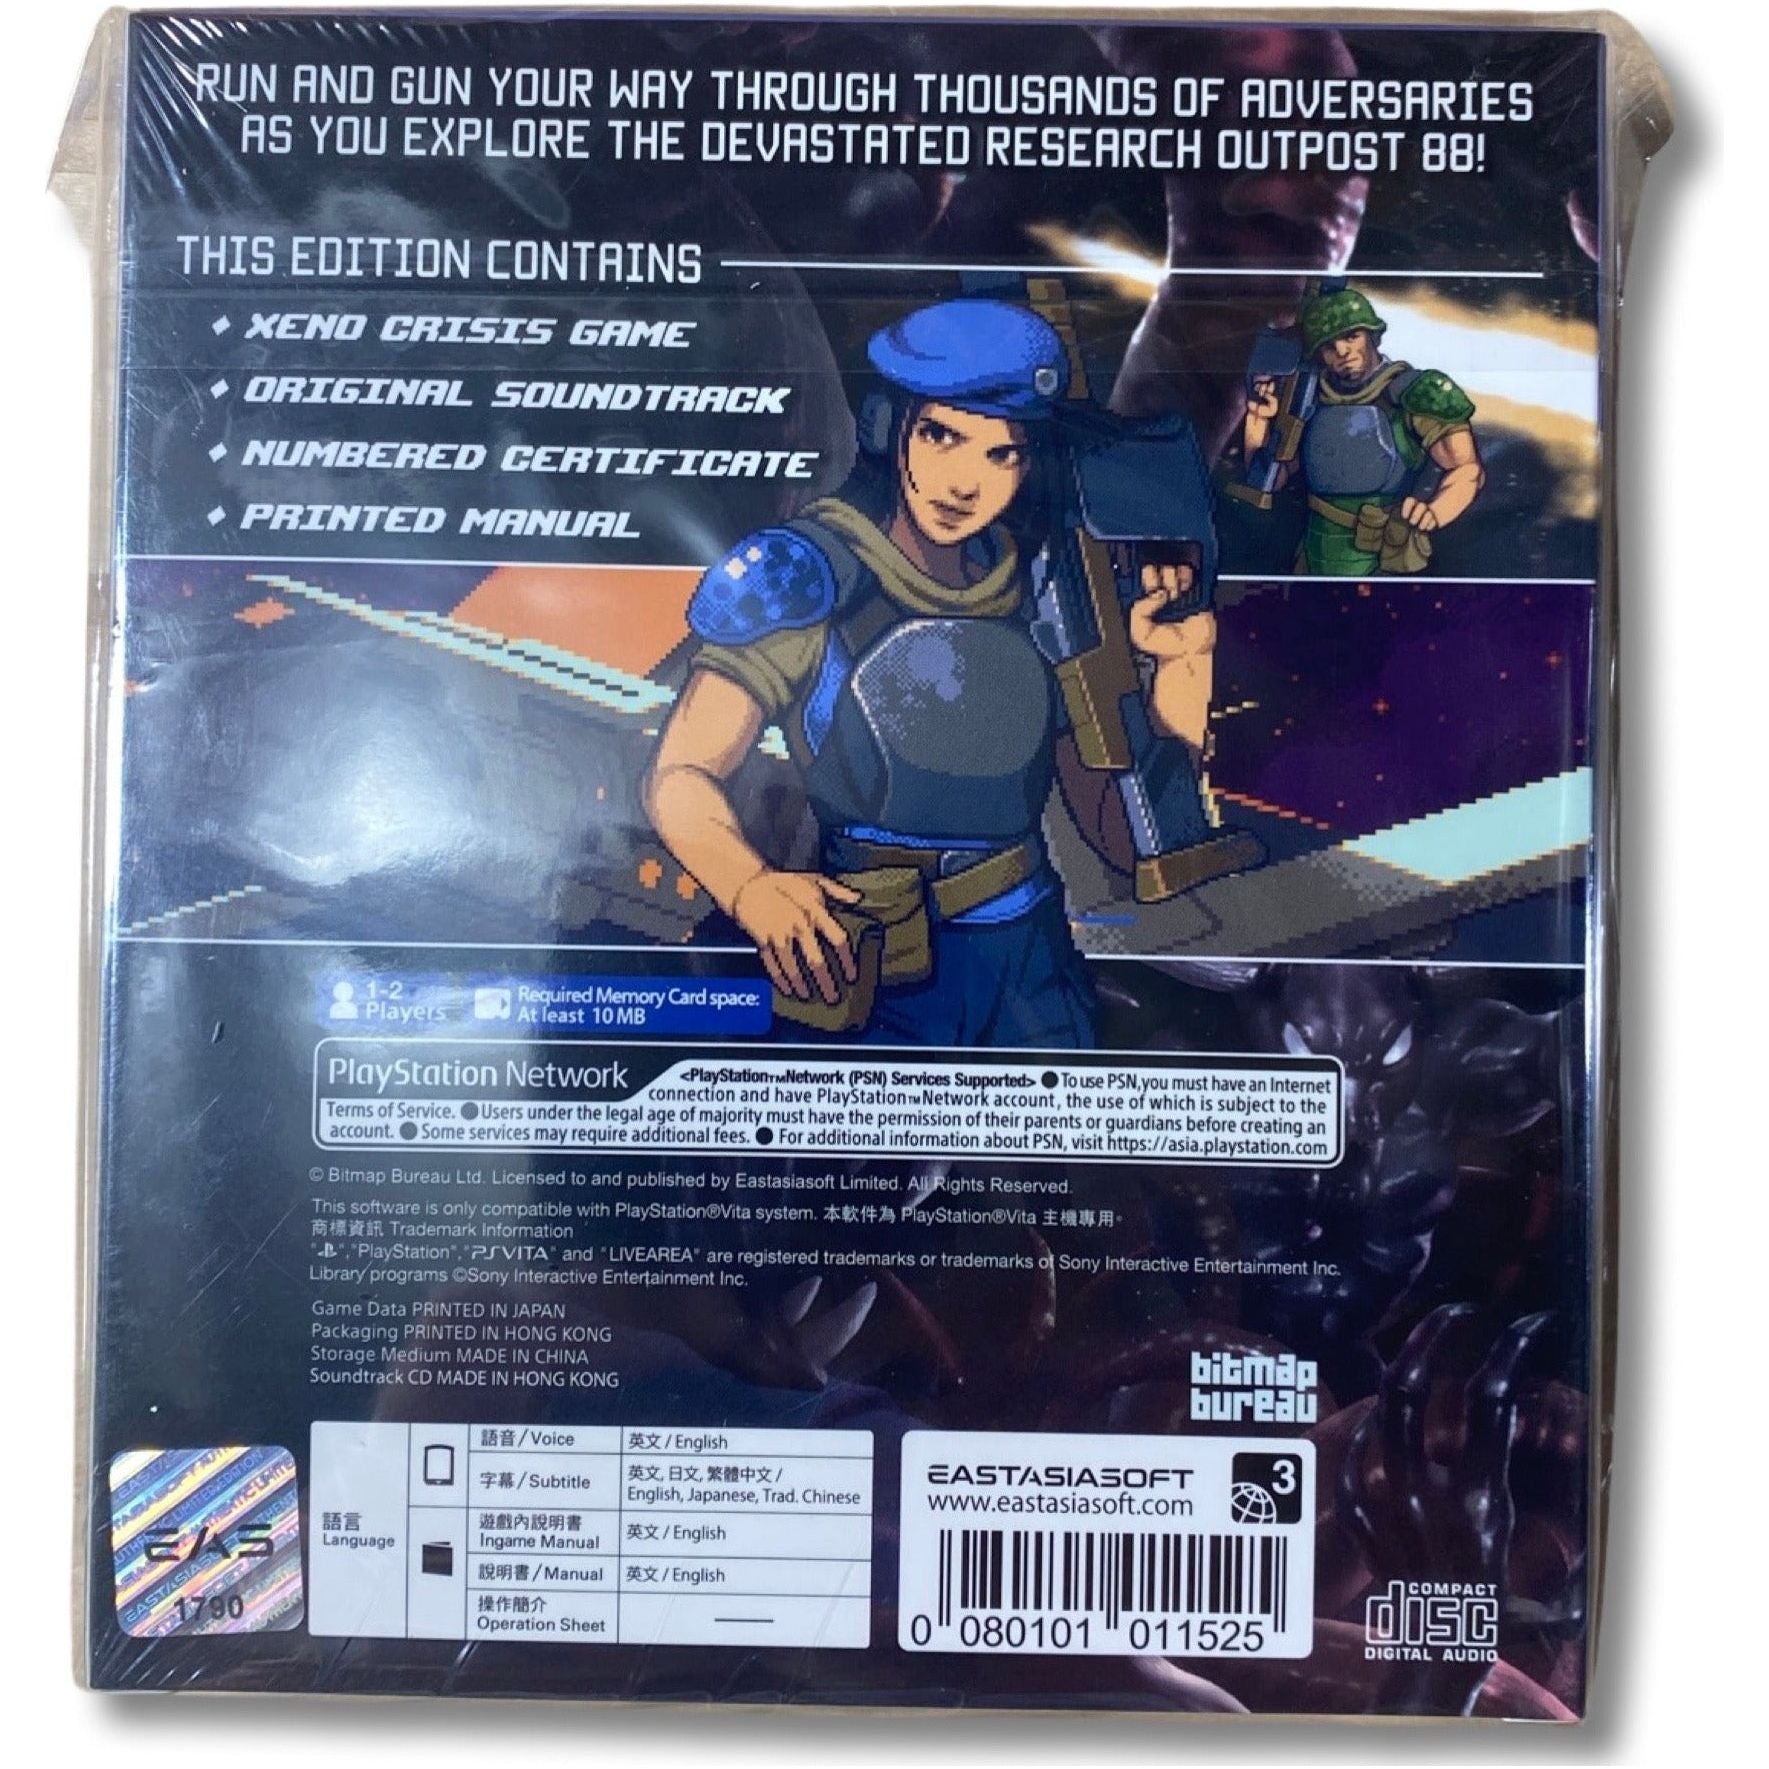 RUN AND GUN YOUR WAY THROUGH THOUSANDS OF ADVERSARIES
AS YOU EXPLORE THE DEVASTATED RESEARCH OUTPOST 88!
THIS EDITION CONTAINS
XENO CRISIS GAME
ORIGINAL SOUNDTRACK
NUMBERED CERTIFICATE
PRINTED MANUAL
1-2
Players
Required Memory Card space:
At least 10 MB
PlayStation Network
<PlayStation™Network (PSN) Services Supported> ●To use PSN,you must have an Internet
connection and have PlayStation™Network account, the use of which is subject to the
Terms of Service. ●Users under the legal age of majority must have the permission of their parents or guardians before creating an
account. ●Some services may require additional fees. ● For additional information about PSN, visit https://asia.playstation.com
© Bitmap Bureau Ltd. Licensed to and published by Eastasiasoft Limited. All Rights Reserved.
This software is only compatible with PlayStation®Vita system. 本軟件為 PlayStation®Vita 主機專用。
商標資訊 Trademark Information
"PlayStation", "PSVITA" and "LIVEAREA" are registered trademarks or trademarks of Sony Interactive Entertainment Inc.
Library programs ©Sony Interactive Entertainment Inc.
Game Data PRINTED IN JAPAN
Packaging PRINTED IN HONG KONG
Storage Medium MADE IN CHINA
Soundtrack CD MADE IN HONG KONG
bitmap
bureau
語言
Language
語音/Voice
英文/English
字幕/Subtitle
英文, 日文, 繁體中文/
English, Japanese, Trad. Chinese
遊戲內說明書
Ingame Manual
英文/English
說明書/Manual
英文/English
操作簡介
Operation Sheet
EASTASIASOFT
www.eastasiasoft.com
3
0 080101 011525
EAS
1790
COMPACT
disc
DIGITAL AUDIO